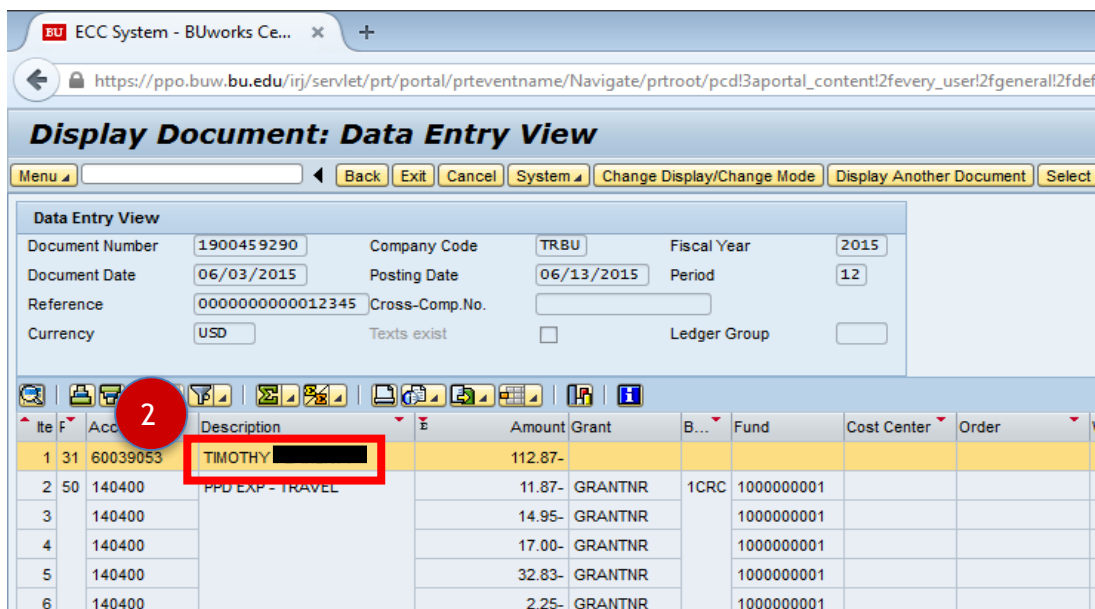 BU ECC System - BUworks Ce... × +
https://ppo.buw.bu.edu/irj/servlet/prt/portal/prteventname/Navigate/prtroot/pcd!3aportal_content!2fevery_user!2fgeneral!2fdef
Display Document: Data Entry View
Menu Back Exit Cancel System Change Display/Change Mode Display Another Document Select
Data Entry View
Document Number 1900459290 Company Code TRBU Fiscal Year 2015
Document Date 06/03/2015 Posting Date 06/13/2015 Period 12
Reference 0000000000012345 Cross-Comp.No.
Currency USD Texts exist Ledger Group
2
Ite Acc Description Σ Amount Grant B... Fund Cost Center Order
1 31 60039053 TIMOTHY 112.87-
2 50 140400 PPD EXP - TRAVEL 11.87- GRANTNR 1CRC 1000000001
3 140400 14.95- GRANTNR 1000000001
4 140400 17.00- GRANTNR 1000000001
5 140400 32.83- GRANTNR 1000000001
6 140400 2.25- GRANTNR 1000000001